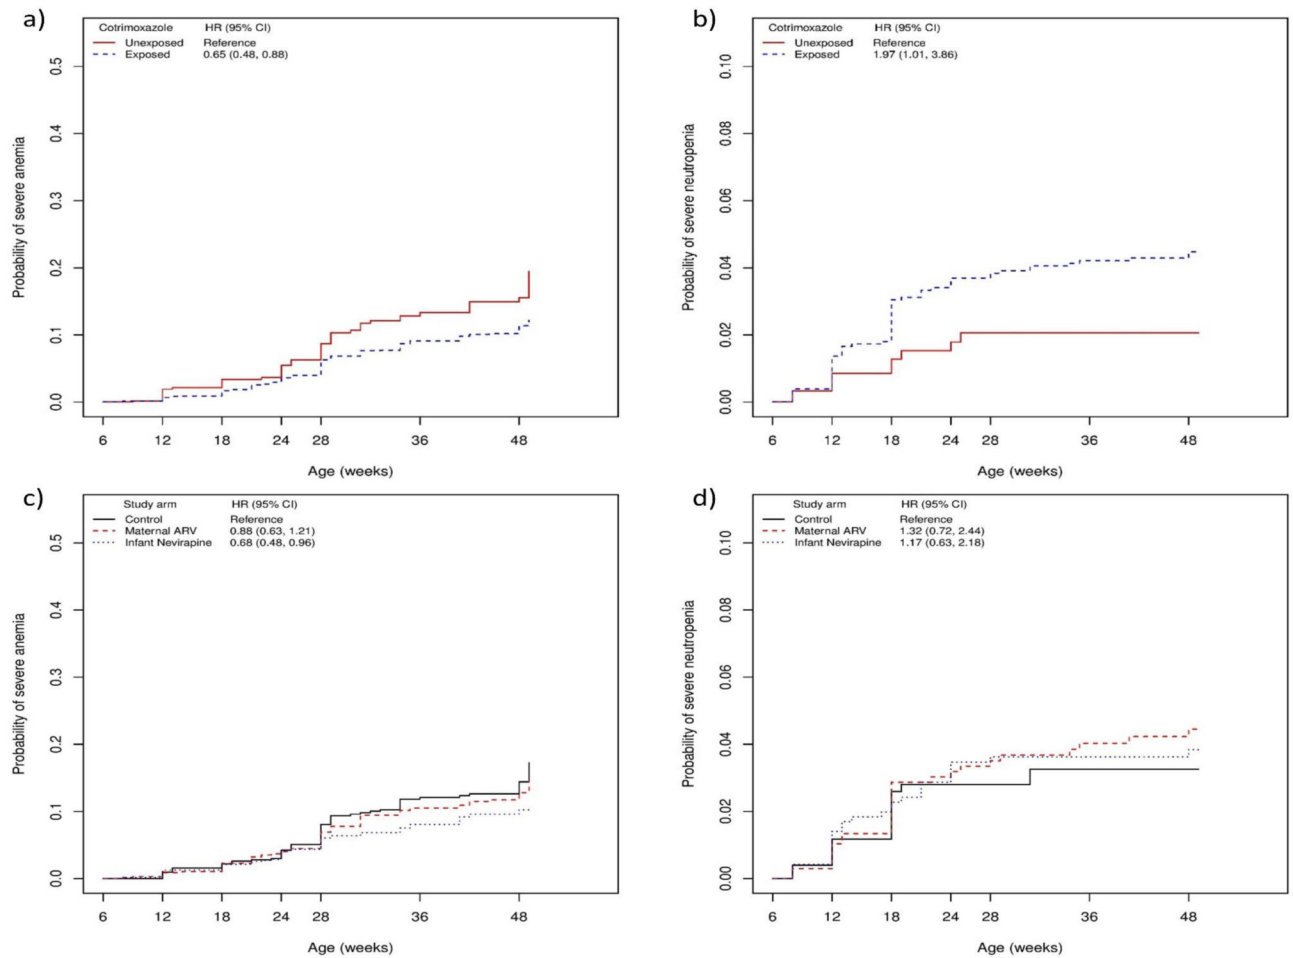 a)
Cotrimoxazole HR (95% CI)
Unexposed Reference
Exposed 0.65 (0.48, 0.88)
Probability of severe anemia
0.5
0.4
0.3
0.2
0.1
0.0
6 12 18 24 28 36 48
Age (weeks)
b)
Cotrimoxazole HR (95% CI)
Unexposed Reference
Exposed 1.97 (1.01, 3.86)
Probability of severe neutropenia
0.10
0.08
0.06
0.04
0.02
0.00
6 12 18 24 28 36 48
Age (weeks)
c)
Study arm HR (95% CI)
Control Reference
Maternal ARV 0.88 (0.63, 1.21)
Infant Nevirapine 0.68 (0.48, 0.96)
Probability of severe anemia
0.5
0.4
0.3
0.2
0.1
0.0
6 12 18 24 28 36 48
Age (weeks)
d)
Study arm HR (95% CI)
Control Reference
Maternal ARV 1.32 (0.72, 2.44)
Infant Nevirapine 1.17 (0.63, 2.18)
Probability of severe neutropenia
0.10
0.08
0.06
0.04
0.02
0.00
6 12 18 24 28 36 48
Age (weeks)